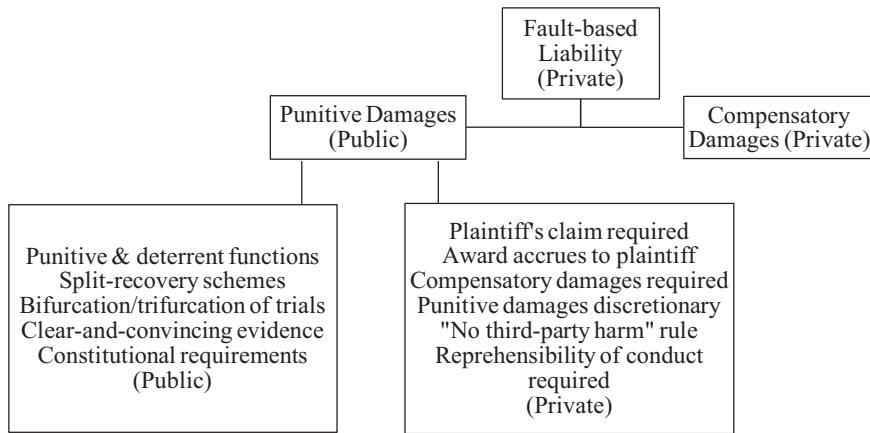 Fault-based
Liability
(Private)
Punitive Damages
(Public)
Compensatory
Damages (Private)
Punitive & deterrent functions
Split-recovery schemes
Bifurcation/trifurcation of trials
Clear-and-convincing evidence
Constitutional requirements
(Public)
Plaintiff's claim required
Award accrues to plaintiff
Compensatory damages required
Punitive damages discretionary
"No third-party harm" rule
Reprehensibility of conduct
required
(Private)